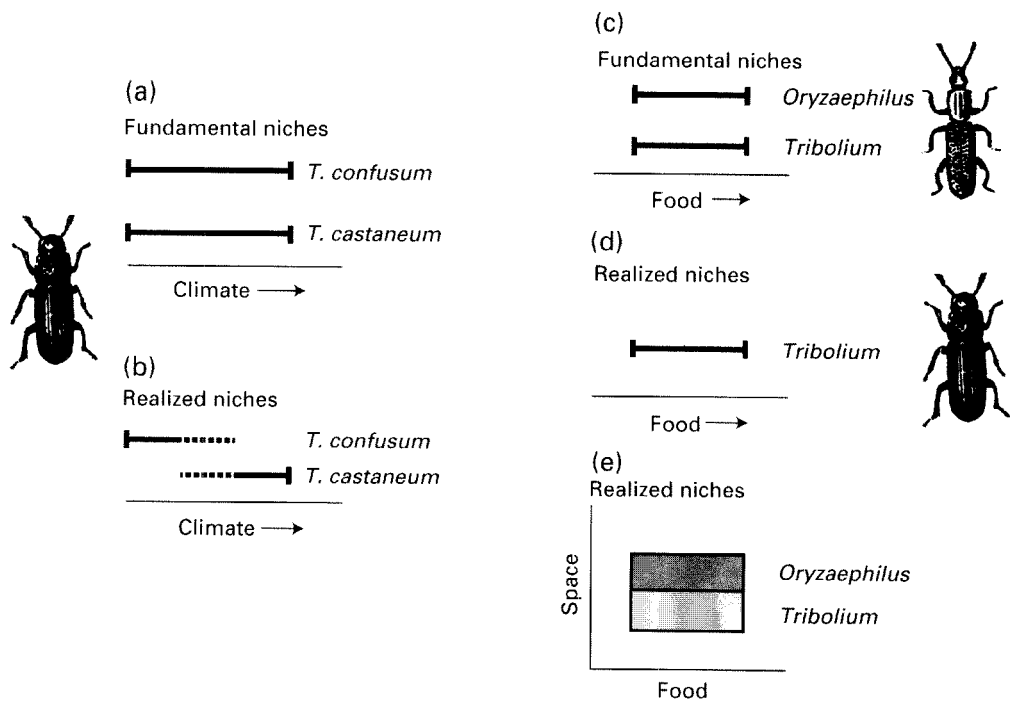 (a)
Fundamental niches
T. confusum
T. castaneum
Climate
(b)
Realized niches
T. confusum
T. castaneum
Climate
(c)
Fundamental niches
Oryzaephilus
Tribolium
Food
(d)
Realized niches
Tribolium
Food
(e)
Realized niches
Space
Oryzaephilus
Tribolium
Food